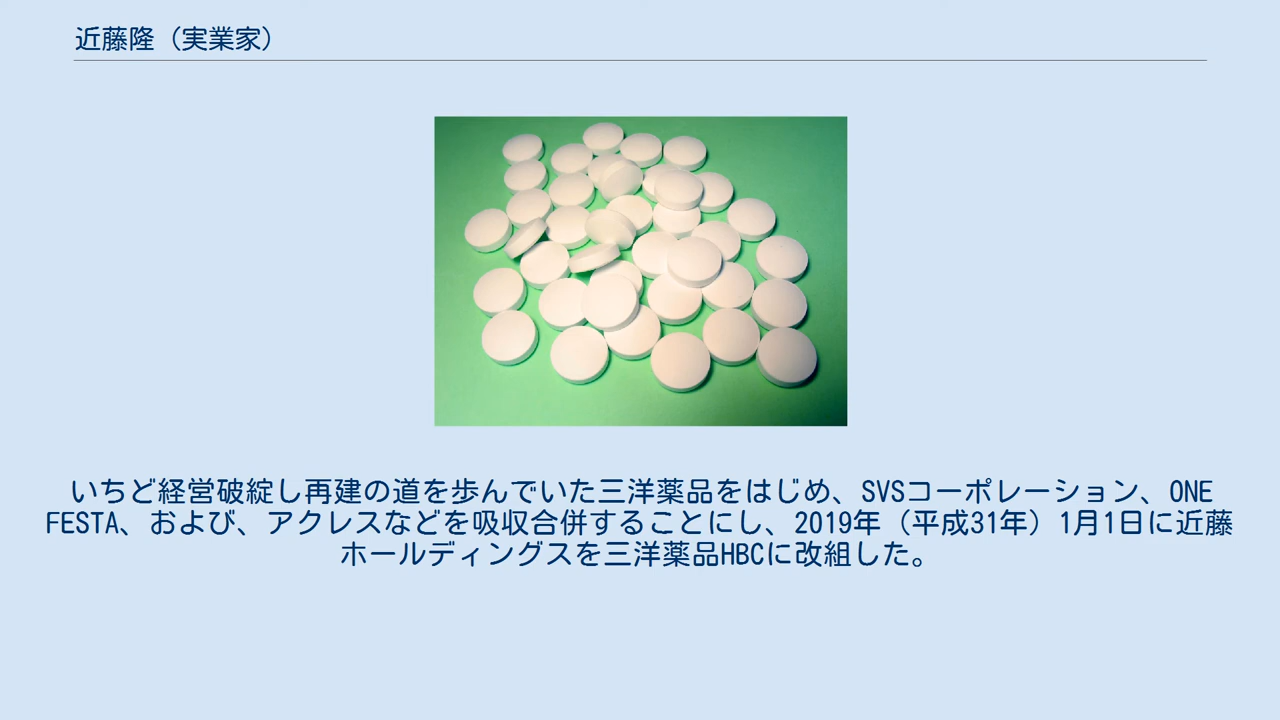 近藤隆（実業家）
いちど経営破綻し再建の道を歩んでいた三洋薬品をはじめ、SVSコーポレーション、ONE
FESTA、および、アクレスなどを吸収合併することにし、2019年（平成31年）1月1日に近藤
ホールディングスを三洋薬品HBCに改組した。